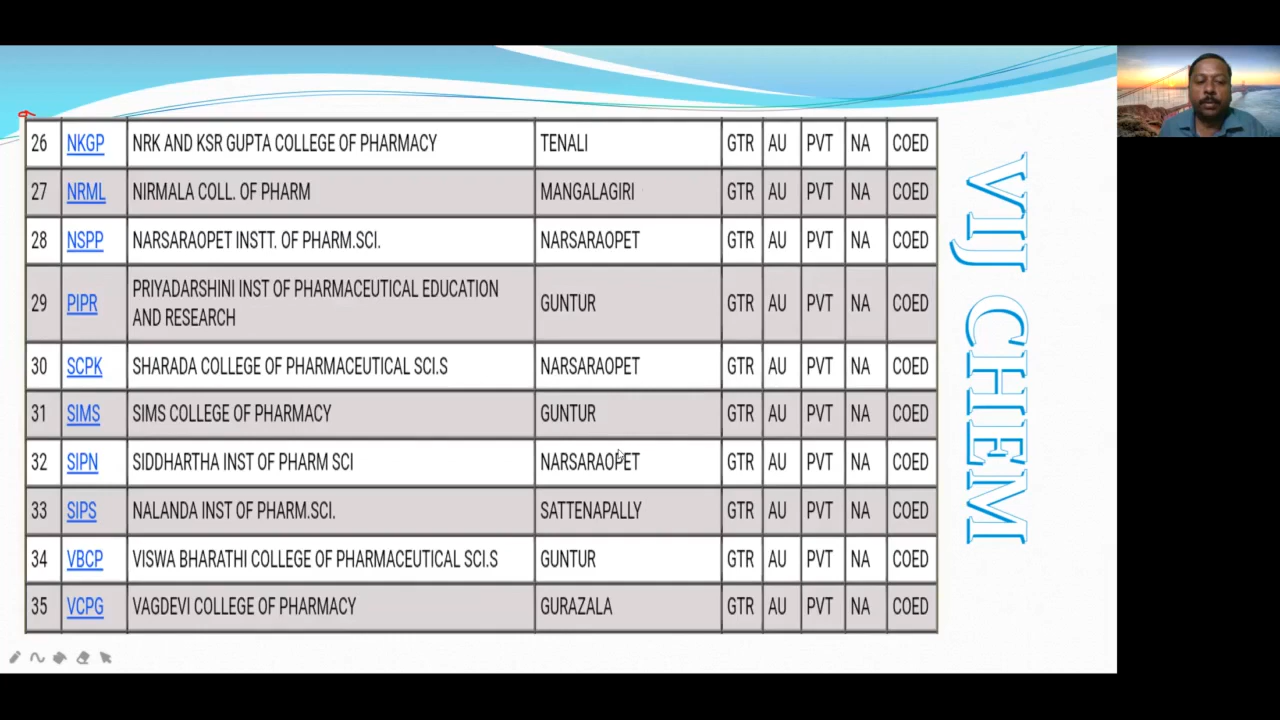 26 NKGP NRK AND KSR GUPTA COLLEGE OF PHARMACY TENALI GTR AU PVT NA COED
27 NRML NIRMALA COLL. OF PHARM MANGALAGIRI GTR AU PVT NA COED
28 NSPP NARSARAOPET INSTT. OF PHARM.SCI. NARSARAOPET GTR AU PVT NA COED
29 PIPR PRIYADARSHINI INST OF PHARMACEUTICAL EDUCATION
AND RESEARCH GUNTUR GTR AU PVT NA COED
30 SCPK SHARADA COLLEGE OF PHARMACEUTICAL SCI.S NARSARAOPET GTR AU PVT NA COED
31 SIMS SIMS COLLEGE OF PHARMACY GUNTUR GTR AU PVT NA COED
32 SIPN SIDDHARTHA INST OF PHARM SCI NARSARAOPET GTR AU PVT NA COED
33 SIPS NALANDA INST OF PHARM.SCI. SATTENAPALLY GTR AU PVT NA COED
34 VBCP VISWA BHARATHI COLLEGE OF PHARMACEUTICAL SCI.S GUNTUR GTR AU PVT NA COED
35 VCPG VAGDEVI COLLEGE OF PHARMACY GURAZALA GTR AU PVT NA COED
VIJ CHEM